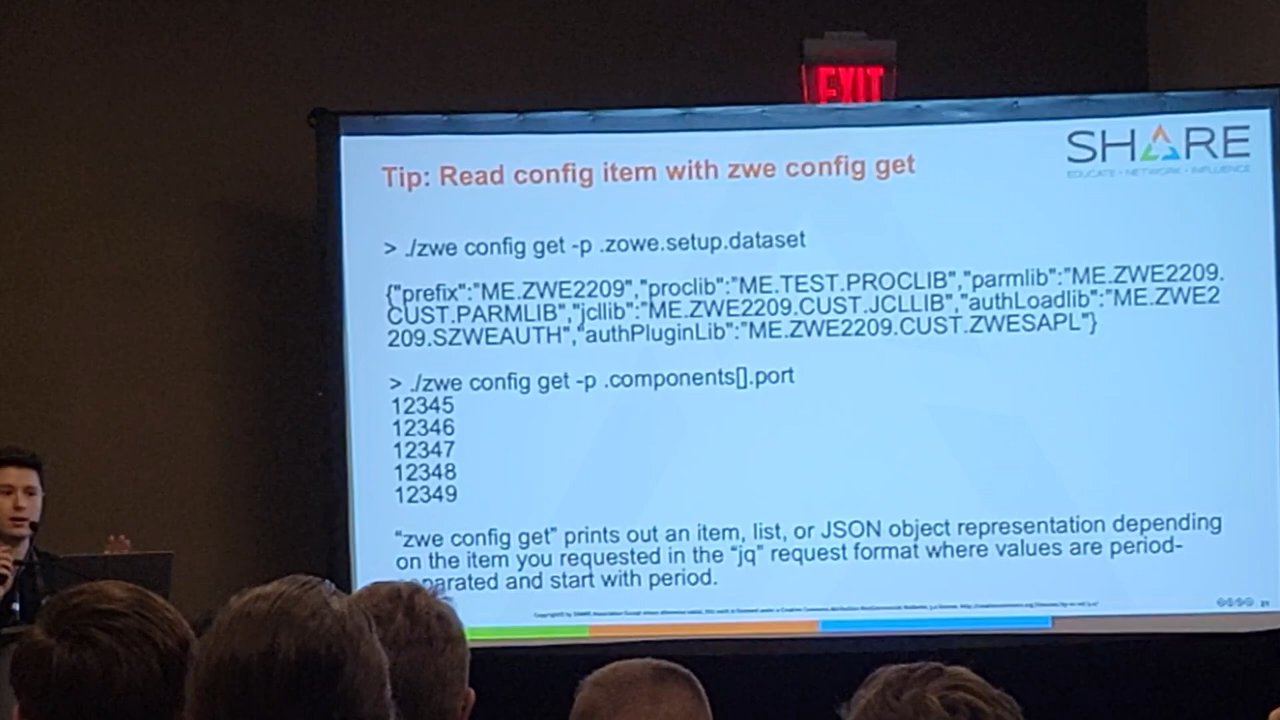 EXIT
SHARE
EDUCATE • NETWORK • INFLUENCE
Tip: Read config item with zwe config get
> ./zwe config get -p .zowe.setup.dataset
{"prefix":"ME.ZWE2209","proclib":"ME.TEST.PROCLIB","parmlib":"ME.ZWE2209.
CUST.PARMLIB","jcllib":"ME.ZWE2209.CUST.JCLLIB","authLoadlib":"ME.ZWE2
209.SZWEAUTH","authPluginLib":"ME.ZWE2209.CUST.ZWESAPL"}
> ./zwe config get -p .components[].port
12345
12346
12347
12348
12349
“zwe config get” prints out an item, list, or JSON object representation depending
on the item you requested in the “jq” request format where values are period-
parated and start with period.